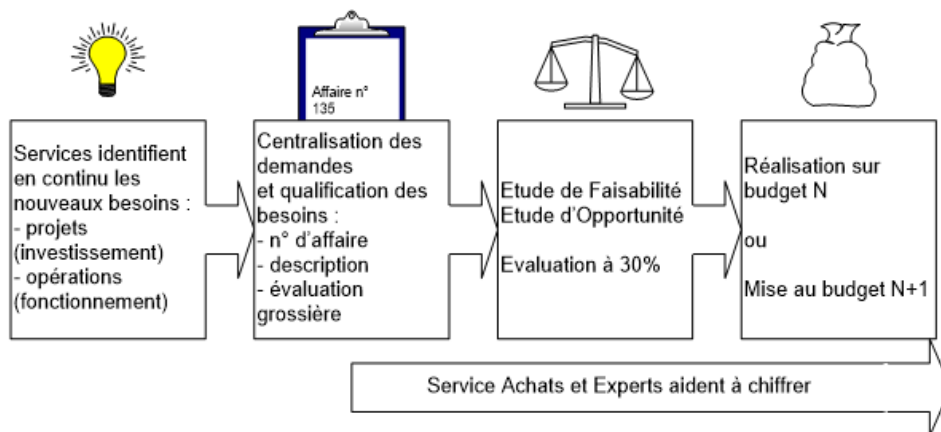 Affaire n°
135
Services identifient
en continu les
nouveaux besoins :
- projets
(investissement)
- opérations
(fonctionnement)
Centralisation des
demandes
et qualification des
besoins :
- n° d'affaire
- description
- évaluation
grossière
Etude de Faisabilité
Etude d'Opportunité
Evaluation à 30%
Réalisation sur
budget N
ou
Mise au budget N+1
Service Achats et Experts aident à chiffrer